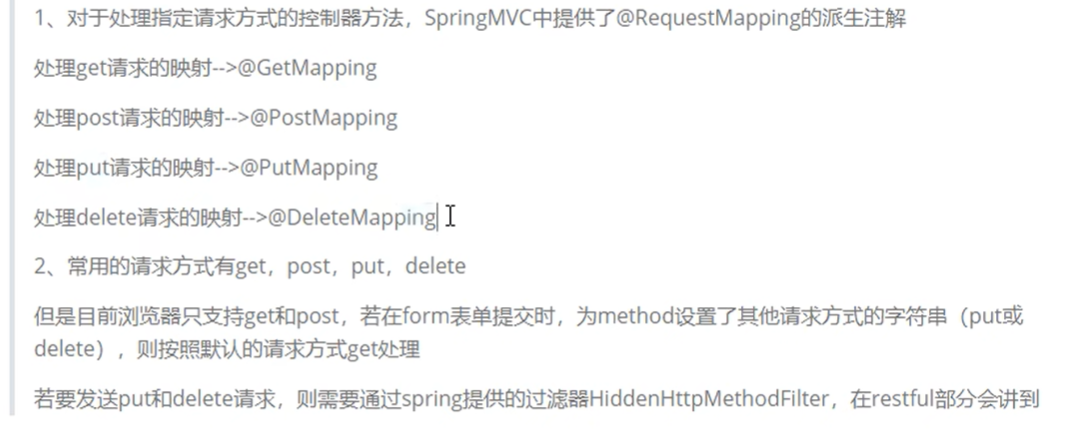 1、对于处理指定请求方式的控制器方法，SpringMVC中提供了@RequestMapping的派生注解
处理get请求的映射-->@GetMapping
处理post请求的映射-->@PostMapping
处理put请求的映射-->@PutMapping
处理delete请求的映射-->@DeleteMapping
2、常用的请求方式有get，post，put，delete
但是目前浏览器只支持get和post，若在form表单提交时，为method设置了其他请求方式的字符串（put或
delete），则按照默认的请求方式get处理
若要发送put和delete请求，则需要通过spring提供的过滤器HiddenHttpMethodFilter，在restful部分会讲到